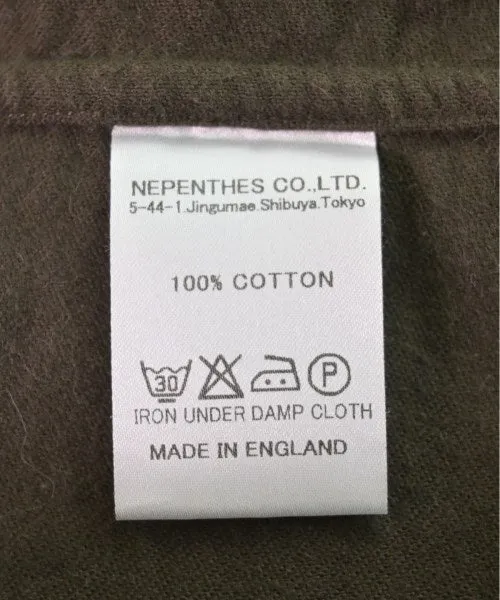 NEPENTHES CO.,LTD.
5-44-1.Jingumae.Shibuya.Tokyo
100% COTTON
30 P
IRON UNDER DAMP CLOTH
MADE IN ENGLAND